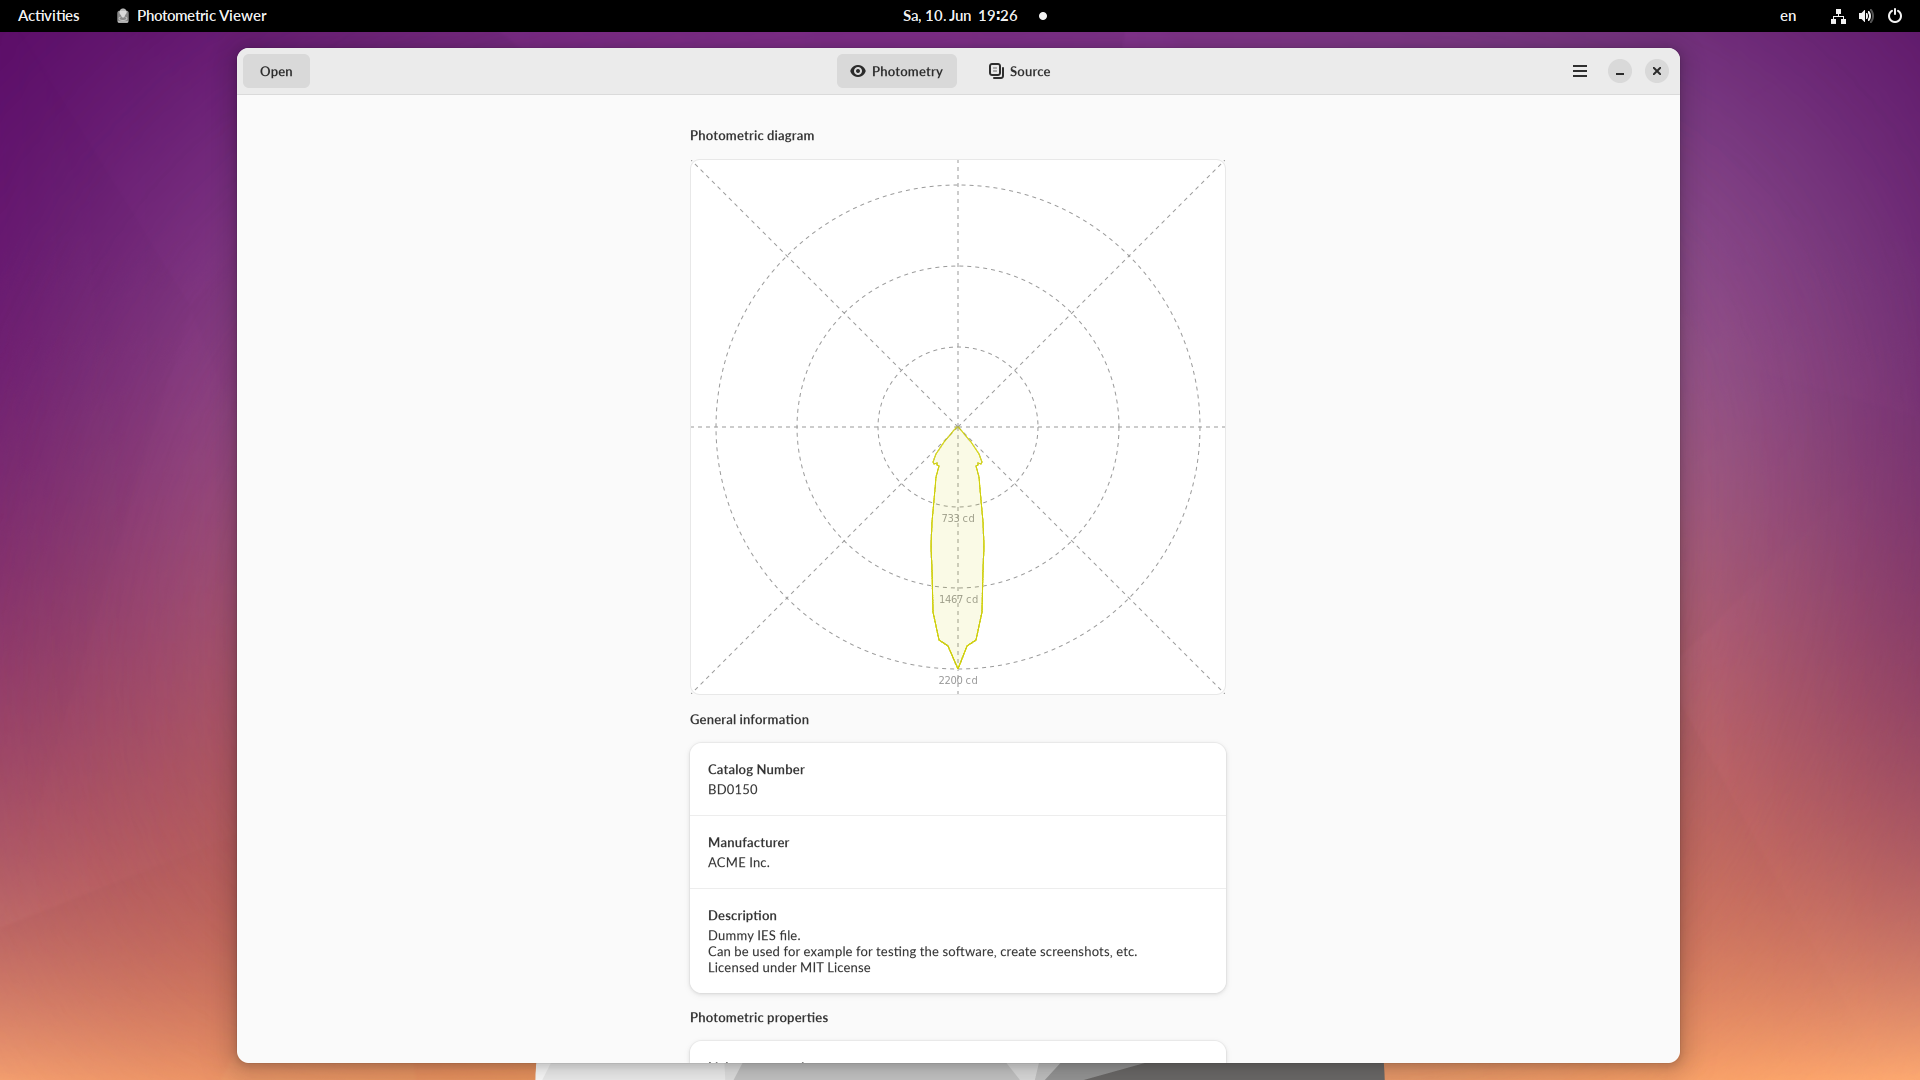 Activities
Photometric Viewer
Sa, 10. Jun 19:26
en
Open
Photometry
Source
Photometric diagram
733 cd
1467 cd
2200 cd
General information
Catalog Number
BD0150
Manufacturer
ACME Inc.
Description
Dummy IES file.
Can be used for example for testing the software, create screenshots, etc.
Licensed under MIT License
Photometric properties